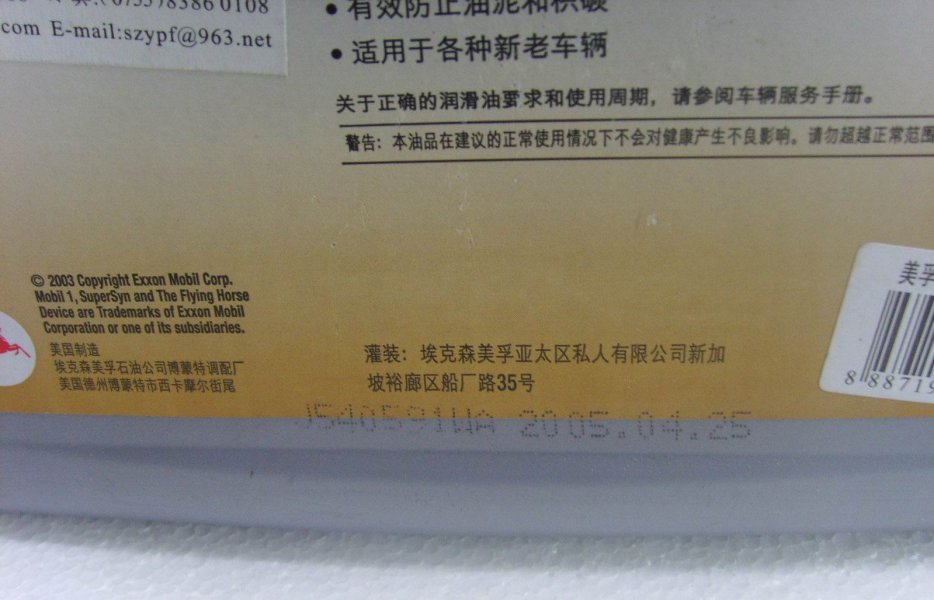 (0755)83860108
com E-mail:szypf@963.net
• 有效防止油泥和积碳
• 适用于各种新老车辆
关于正确的润滑油要求和使用周期，请参阅车辆服务手册。
警告：本油品在建议的正常使用情况下不会对健康产生不良影响。请勿超越正常范围
美孚
© 2003 Copyright Exxon Mobil Corp.
Mobil 1, SuperSyn and The Flying Horse
Device are Trademarks of Exxon Mobil
Corporation or one of its subsidiaries.
美国制造
埃克森美孚石油公司博蒙特调配厂
美国德州博蒙特市西卡摩尔街尾
灌装：埃克森美孚亚太区私人有限公司新加
坡裕廊区船厂路35号
8 88719
J540591WA 2005.04.25